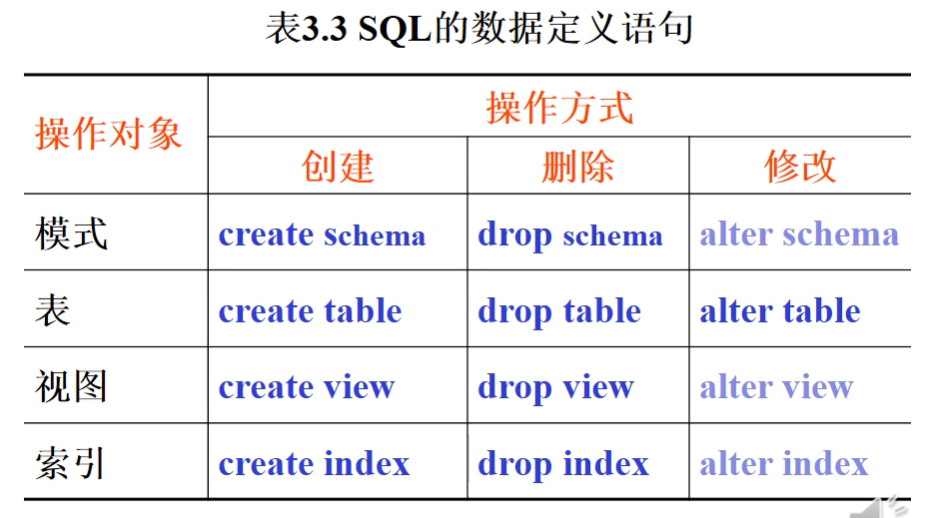 表3.3 SQL的数据定义语句
操作对象 操作方式
创建 删除 修改
模式 create schema drop schema alter schema
表 create table drop table alter table
视图 create view drop view alter view
索引 create index drop index alter index